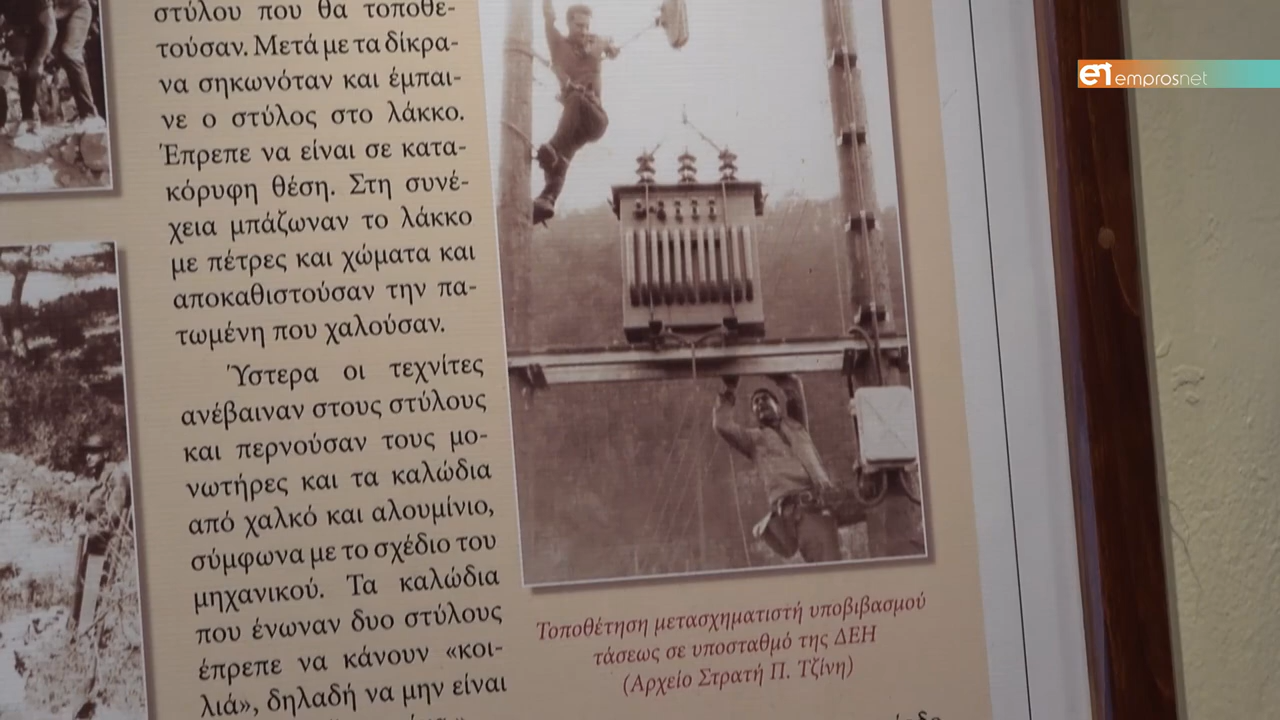 στύλου που θα τοποθε-
τούσαν. Μετά με τα δίκρα-
να σηκωνόταν και έμπαι-
νε ο στύλος στο λάκκο.
Έπρεπε να είναι σε κατα-
κόρυφη θέση. Στη συνέ-
χεια μπάζωναν το λάκκο
με πέτρες και χώματα και
αποκαθιστούσαν την πα-
τωμένη που χαλούσαν.
Ύστερα οι τεχνίτες
ανέβαιναν στους στύλους
και περνούσαν τους μο-
νωτήρες και τα καλώδια
από χαλκό και αλουμίνιο,
σύμφωνα με το σχέδιο του
μηχανικού. Τα καλώδια
που ένωναν δυο στύλους
έπρεπε να κάνουν «κοι-
λιά», δηλαδή να μην είναι
Τοποθέτηση μετασχηματιστή υποβιβασμού
τάσεως σε υποσταθμό της ΔΕΗ
(Αρχείο Στρατή Π. Τζίνη)
en emprosnet